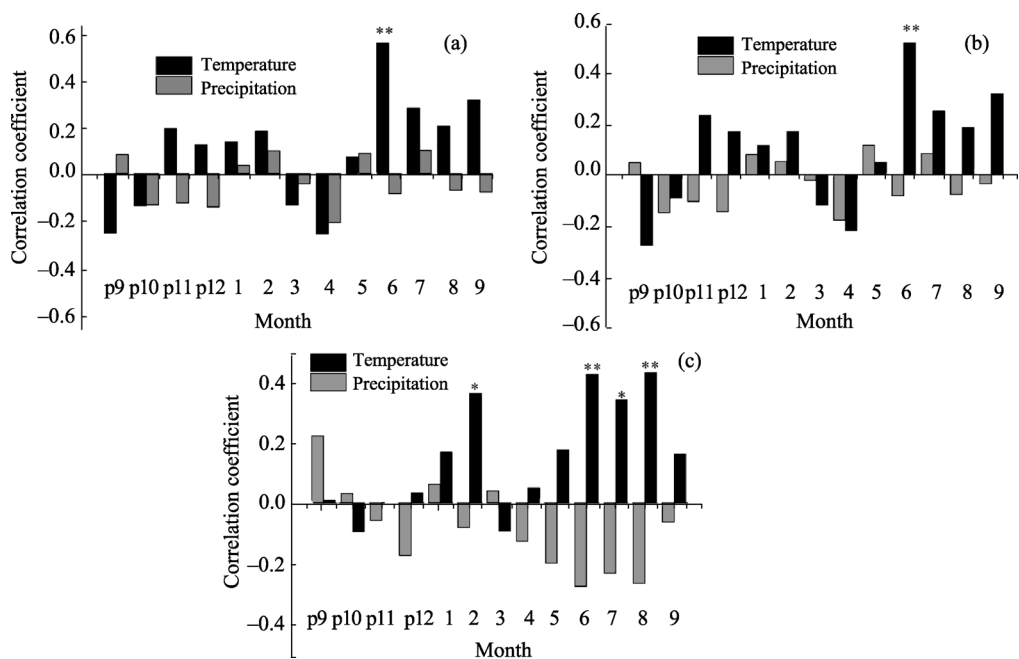 (a)
**
Temperature
Precipitation
Correlation coefficient
0.6
0.4
0.2
0.0
–0.2
–0.4
–0.6
p9 p10 p11 p12 1 2 3 4 5 6 7 8 9
Month
(b)
**
Temperature
Precipitation
Correlation coefficient
0.6
0.4
0.2
0.0
–0.2
–0.4
–0.6
p9 p10 p11 p12 1 2 3 4 5 6 7 8 9
Month
(c)
Temperature
Precipitation
* ** * **
Correlation coefficient
0.4
0.2
0.0
–0.2
–0.4
p9 p10 p11 p12 1 2 3 4 5 6 7 8 9
Month